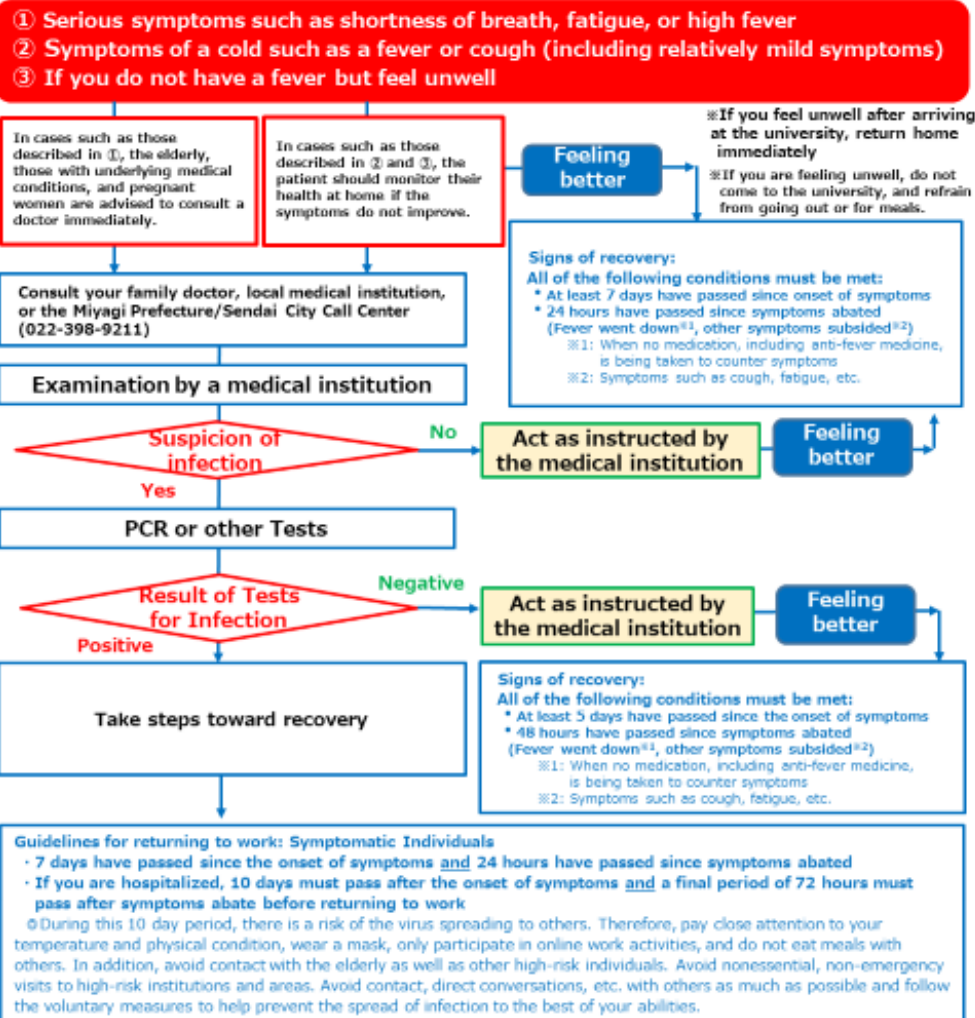 ① Serious symptoms such as shortness of breath, fatigue, or high fever
② Symptoms of a cold such as a fever or cough (including relatively mild symptoms)
③ If you do not have a fever but feel unwell
In cases such as those
described in ①, the elderly,
those with underlying medical
conditions, and pregnant
women are advised to consult a
doctor immediately.
In cases such as those
described in ② and ③, the
patient should monitor their
health at home if the
symptoms do not improve.
Feeling
better
※If you feel unwell after arriving
at the university, return home
immediately
※If you are feeling unwell, do not
come to the university, and refrain
from going out or for meals.
Signs of recovery:
All of the following conditions must be met:
* At least 7 days have passed since onset of symptoms
* 24 hours have passed since symptoms abated
(Fever went down※1, other symptoms subsided※2)
※1: When no medication, including anti-fever medicine,
is being taken to counter symptoms
※2: Symptoms such as cough, fatigue, etc.
Consult your family doctor, local medical institution,
or the Miyagi Prefecture/Sendai City Call Center
(022-398-9211)
Examination by a medical institution
Suspicion of
infection
No
Act as instructed by
the medical institution
Feeling
better
Yes
PCR or other Tests
Result of Tests
for Infection
Negative
Act as instructed by
the medical institution
Feeling
better
Positive
Take steps toward recovery
Signs of recovery:
All of the following conditions must be met:
* At least 5 days have passed since the onset of symptoms
* 48 hours have passed since symptoms abated
(Fever went down※1, other symptoms subsided※2)
※1: When no medication, including anti-fever medicine,
is being taken to counter symptoms
※2: Symptoms such as cough, fatigue, etc.
Guidelines for returning to work: Symptomatic Individuals
・7 days have passed since the onset of symptoms and 24 hours have passed since symptoms abated
・If you are hospitalized, 10 days must pass after the onset of symptoms and a final period of 72 hours must
pass after symptoms abate before returning to work
◎During this 10 day period, there is a risk of the virus spreading to others. Therefore, pay close attention to your
temperature and physical condition, wear a mask, only participate in online work activities, and do not eat meals with
others. In addition, avoid contact with the elderly as well as other high-risk individuals. Avoid nonessential, non-emergency
visits to high-risk institutions and areas. Avoid contact, direct conversations, etc. with others as much as possible and follow
the voluntary measures to help prevent the spread of infection to the best of your abilities.